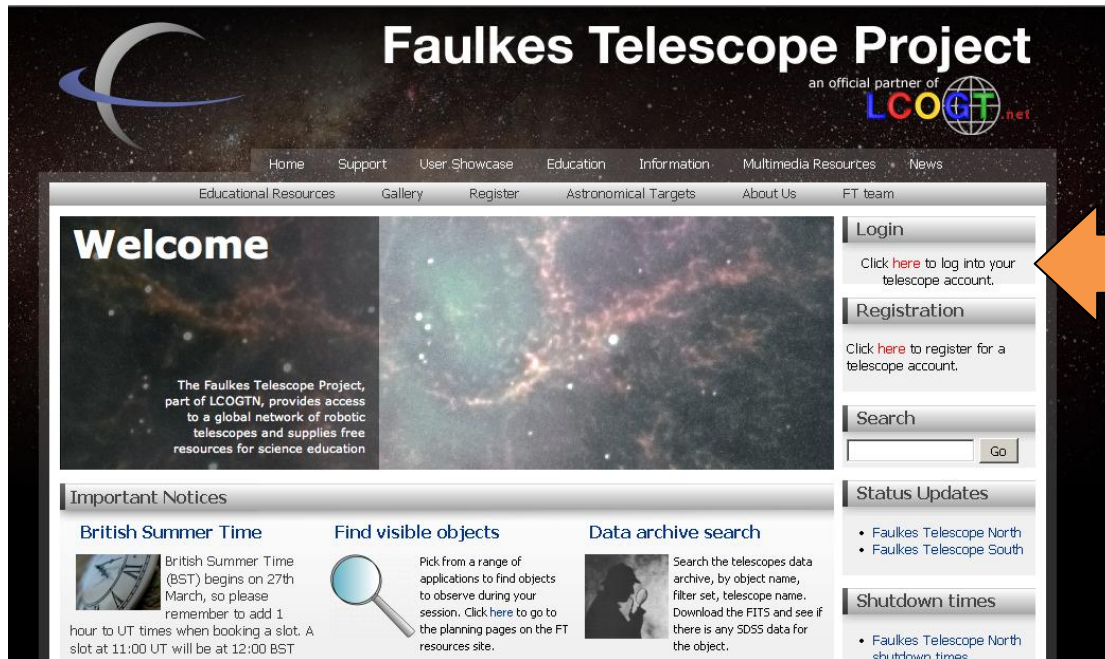 Faulkes Telescope Project
an official partner of
LCOGT.net
Home Support User Showcase Education Information Multimedia Resources News
Educational Resources Gallery Register Astronomical Targets About Us FT team
Welcome
The Faulkes Telescope Project,
part of LCOGTN, provides access
to a global network of robotic
telescopes and supplies free
resources for science education
Login
Click here to log into your
telescope account.
Registration
Click here to register for a
telescope account.
Search
Go
Status Updates
Faulkes Telescope North
Faulkes Telescope South
Shutdown times
Faulkes Telescope North
shutdown times
Important Notices
British Summer Time
British Summer Time
(BST) begins on 27th
March, so please
remember to add 1
hour to UT times when booking a slot. A
slot at 11:00 UT will be at 12:00 BST
Find visible objects
Pick from a range of
applications to find objects
to observe during your
session. Click here to go to
the planning pages on the FT
resources site.
Data archive search
Search the telescopes data
archive, by object name,
filter set, telescope name.
Download the FITS and see if
there is any SDSS data for
the object.